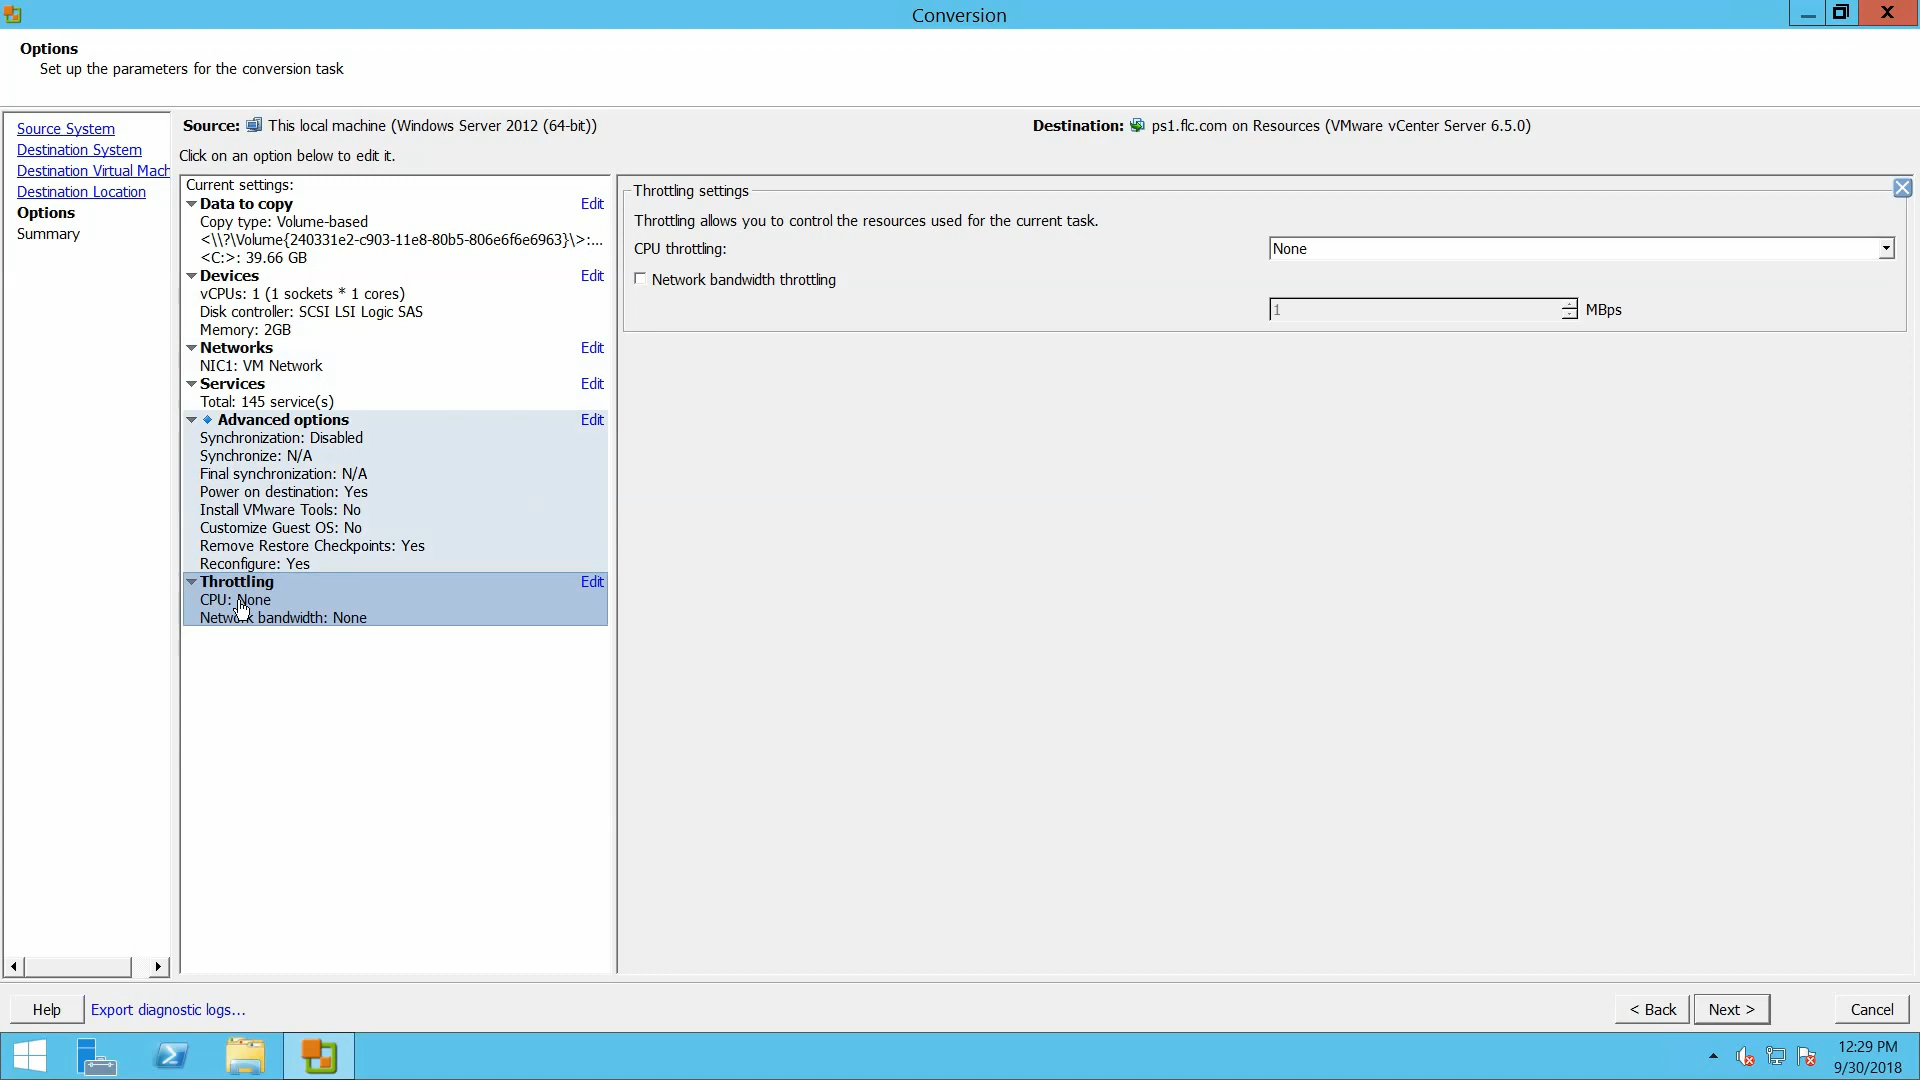 Conversion
Options
Set up the parameters for the conversion task
Source System
Destination System
Destination Virtual Mach
Destination Location
Options
Summary
Source: This local machine (Windows Server 2012 (64-bit))
Destination: ps1.flc.com on Resources (VMware vCenter Server 6.5.0)
Click on an option below to edit it.
Current settings:
Data to copy Edit
Copy type: Volume-based
<\\?\Volume{240331e2-c903-11e8-80b5-806e6f6e6963}\>:...
<C:>: 39.66 GB
Devices Edit
vCPUs: 1 (1 sockets * 1 cores)
Disk controller: SCSI LSI Logic SAS
Memory: 2GB
Networks Edit
NIC1: VM Network
Services Edit
Total: 145 service(s)
Advanced options Edit
Synchronization: Disabled
Synchronize: N/A
Final synchronization: N/A
Power on destination: Yes
Install VMware Tools: No
Customize Guest OS: No
Remove Restore Checkpoints: Yes
Reconfigure: Yes
Throttling Edit
CPU: None
Network bandwidth: None
Throttling settings
Throttling allows you to control the resources used for the current task.
CPU throttling: None
Network bandwidth throttling
1 MBps
Help Export diagnostic logs... < Back Next > Cancel
12:29 PM
9/30/2018